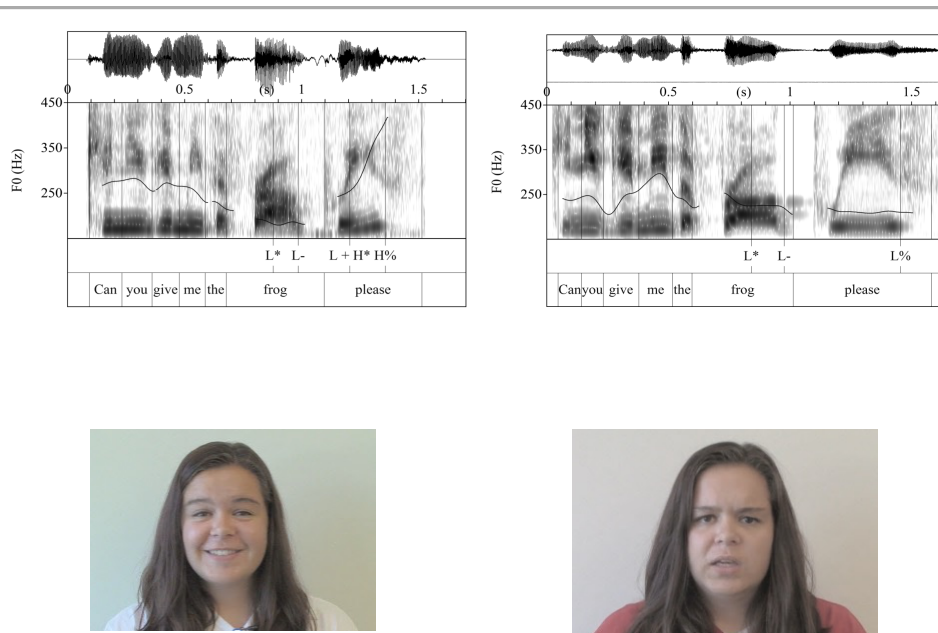 0 0.5 (s) 1 1.5
450
350
250
F0 (Hz)
L* L- L + H* H%
Can you give me the frog please
0 0.5 (s) 1 1.5
450
350
250
F0 (Hz)
L* L- L%
Can you give me the frog please